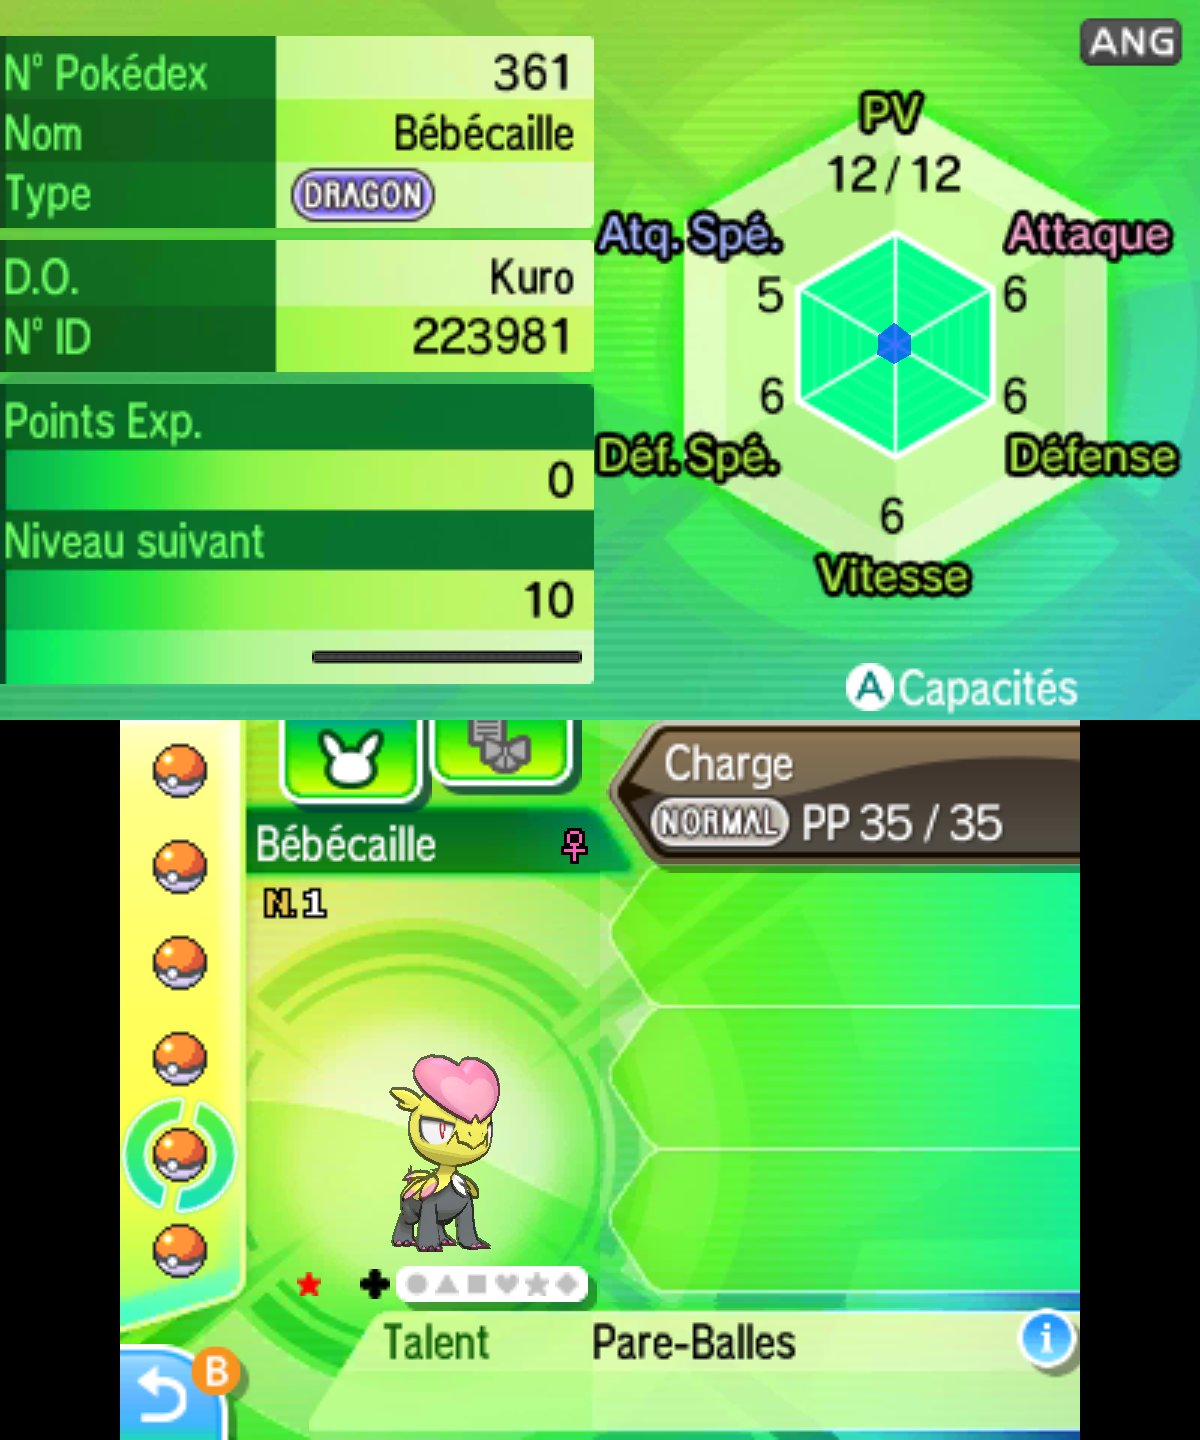 ANG
N° Pokédex 361
Nom Bébécaille
Type DRAGON
D.O. Kuro
N° ID 223981
Points Exp.
0
Niveau suivant
10
PV
12 / 12
Atq. Spé. 5
Attaque 6
Déf. Spé. 6
Défense 6
6
Vitesse
A Capacités
Bébécaille ♀
N.1
Charge
NORMAL PP 35 / 35
Talent Pare-Balles
i
B